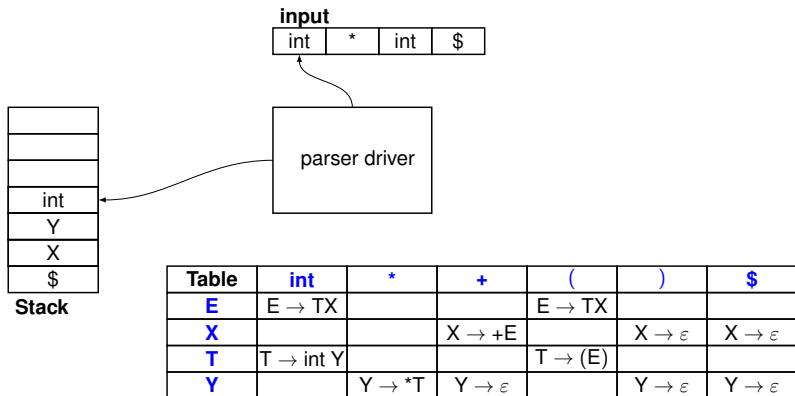 input
int * int $
parser driver
int
Y
X
$
Stack
Table int * + ( ) $
E E → TX E → TX
X X → +E X → ε X → ε
T T → int Y T → (E)
Y Y → *T Y → ε Y → ε Y → ε